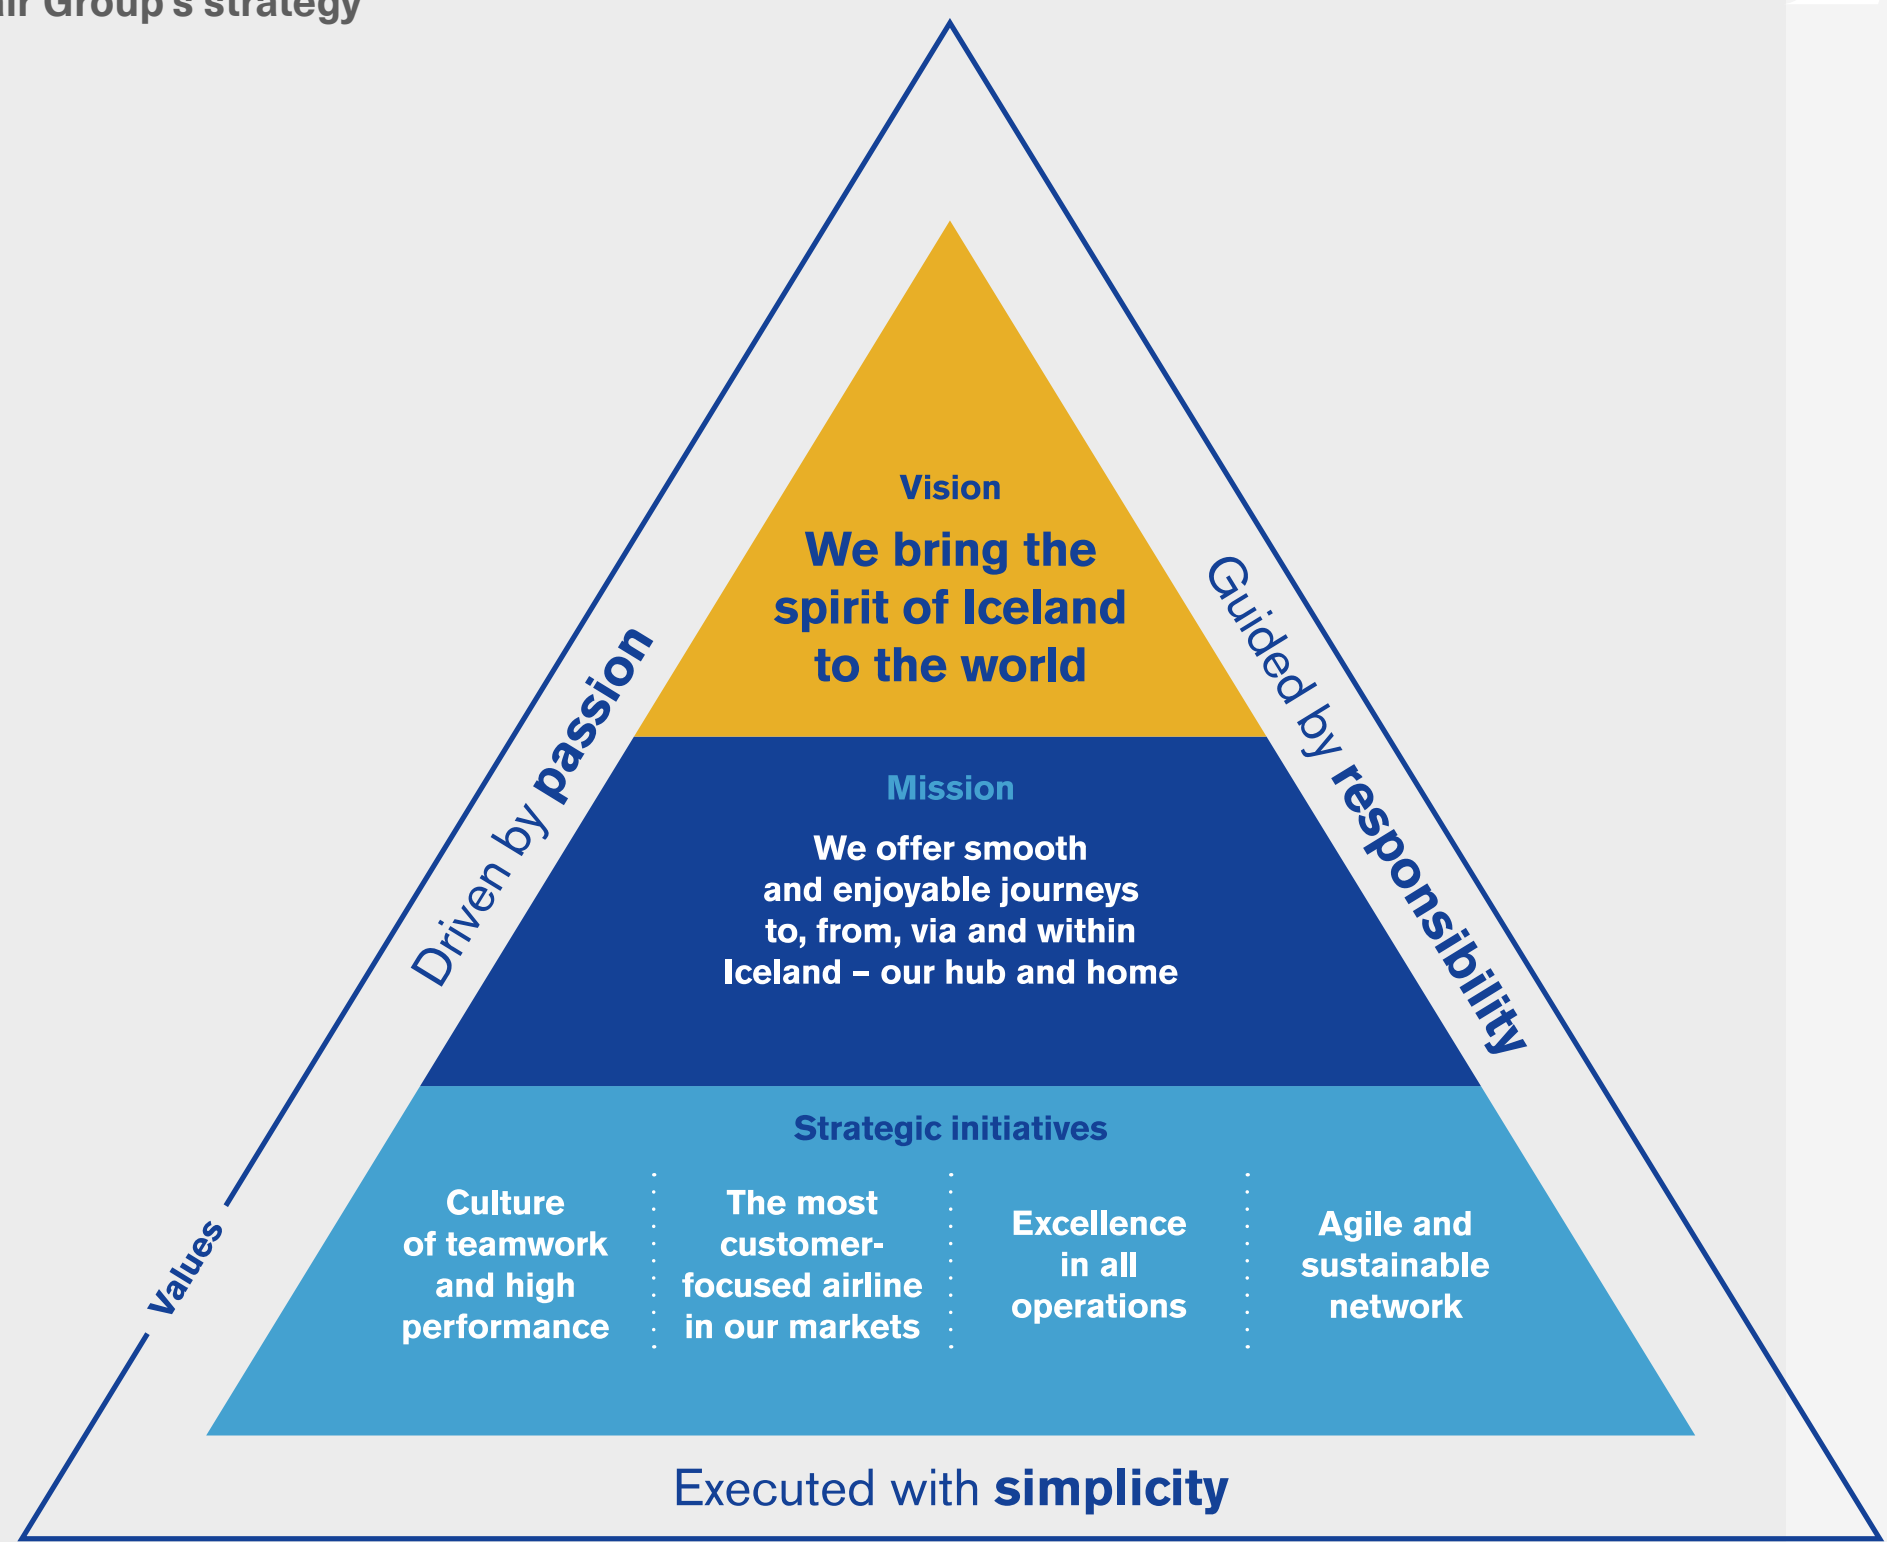 Group's strategy
Vision
We bring the
spirit of Iceland
to the world
Driven by passion
Guided by responsibility
Mission
We offer smooth
and enjoyable journeys
to, from, via and within
Iceland – our hub and home
Strategic initiatives
Culture
of teamwork
and high
performance
The most
customer-
focused airline
in our markets
Excellence
in all
operations
Agile and
sustainable
network
Values
Executed with simplicity